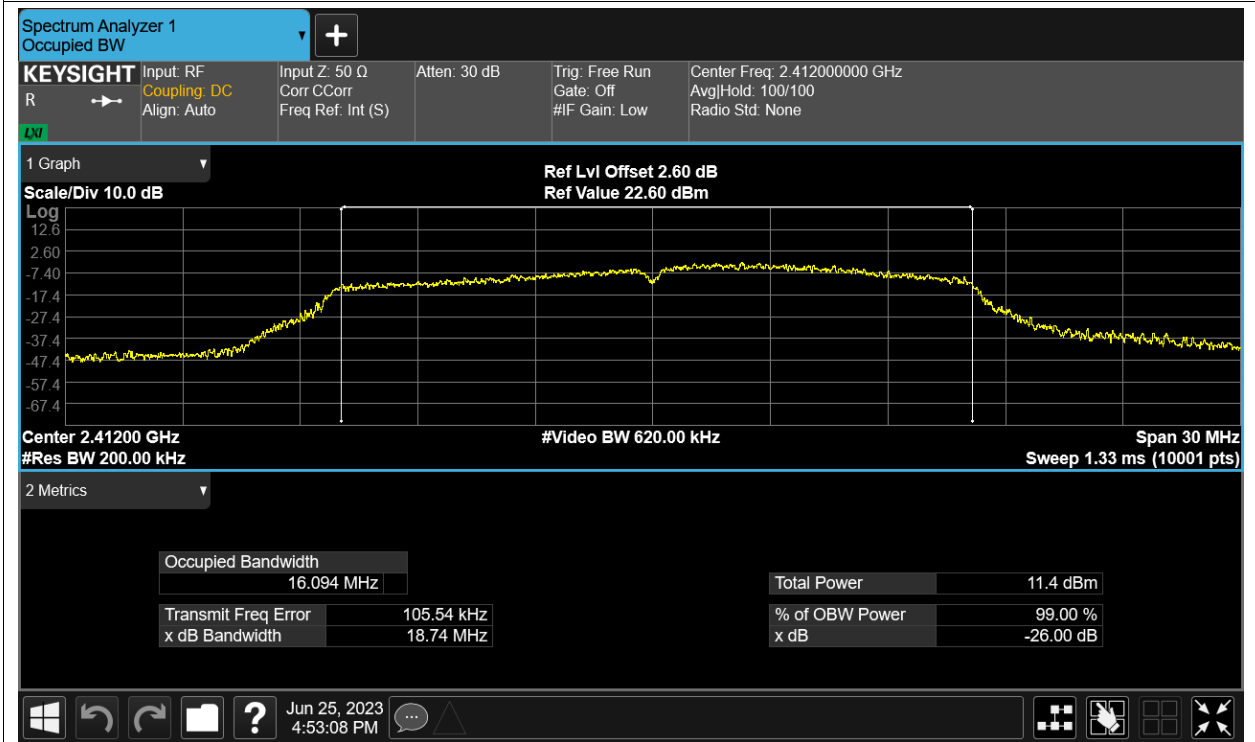 Spectrum Analyzer 1
Occupied BW
KEYSIGHT
R
LXI
Input: RF
Coupling: DC
Align: Auto
Input Z: 50 Ω
Corr CCorr
Freq Ref: Int (S)
Atten: 30 dB
Trig: Free Run
Gate: Off
#IF Gain: Low
Center Freq: 2.412000000 GHz
Avg|Hold: 100/100
Radio Std: None
1 Graph
Scale/Div 10.0 dB
Ref Lvl Offset 2.60 dB
Ref Value 22.60 dBm
Log
12.6
2.60
-7.40
-17.4
-27.4
-37.4
-47.4
-57.4
-67.4
Center 2.41200 GHz
#Res BW 200.00 kHz
#Video BW 620.00 kHz
Span 30 MHz
Sweep 1.33 ms (10001 pts)
2 Metrics
Occupied Bandwidth
16.094 MHz
Transmit Freq Error 105.54 kHz
x dB Bandwidth 18.74 MHz
Total Power 11.4 dBm
% of OBW Power 99.00 %
x dB -26.00 dB
?
Jun 25, 2023
4:53:08 PM